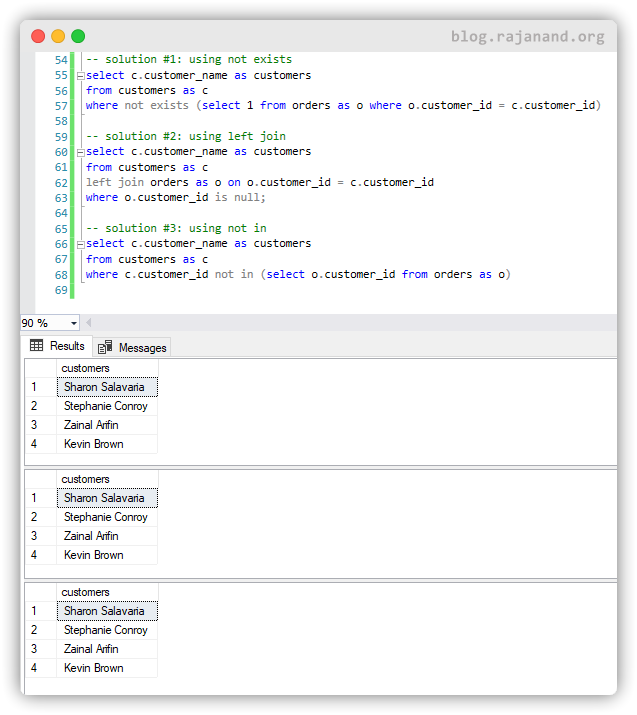 blog.rajanand.org
54 -- solution #1: using not exists
55 select c.customer_name as customers
56 from customers as c
57 where not exists (select 1 from orders as o where o.customer_id = c.customer_id)
58
59 -- solution #2: using left join
60 select c.customer_name as customers
61 from customers as c
62 left join orders as o on o.customer_id = c.customer_id
63 where o.customer_id is null;
64
65 -- solution #3: using not in
66 select c.customer_name as customers
67 from customers as c
68 where c.customer_id not in (select o.customer_id from orders as o)
69
90 %
Results Messages
customers
1 Sharon Salavaria
2 Stephanie Conroy
3 Zainal Arifin
4 Kevin Brown
customers
1 Sharon Salavaria
2 Stephanie Conroy
3 Zainal Arifin
4 Kevin Brown
customers
1 Sharon Salavaria
2 Stephanie Conroy
3 Zainal Arifin
4 Kevin Brown